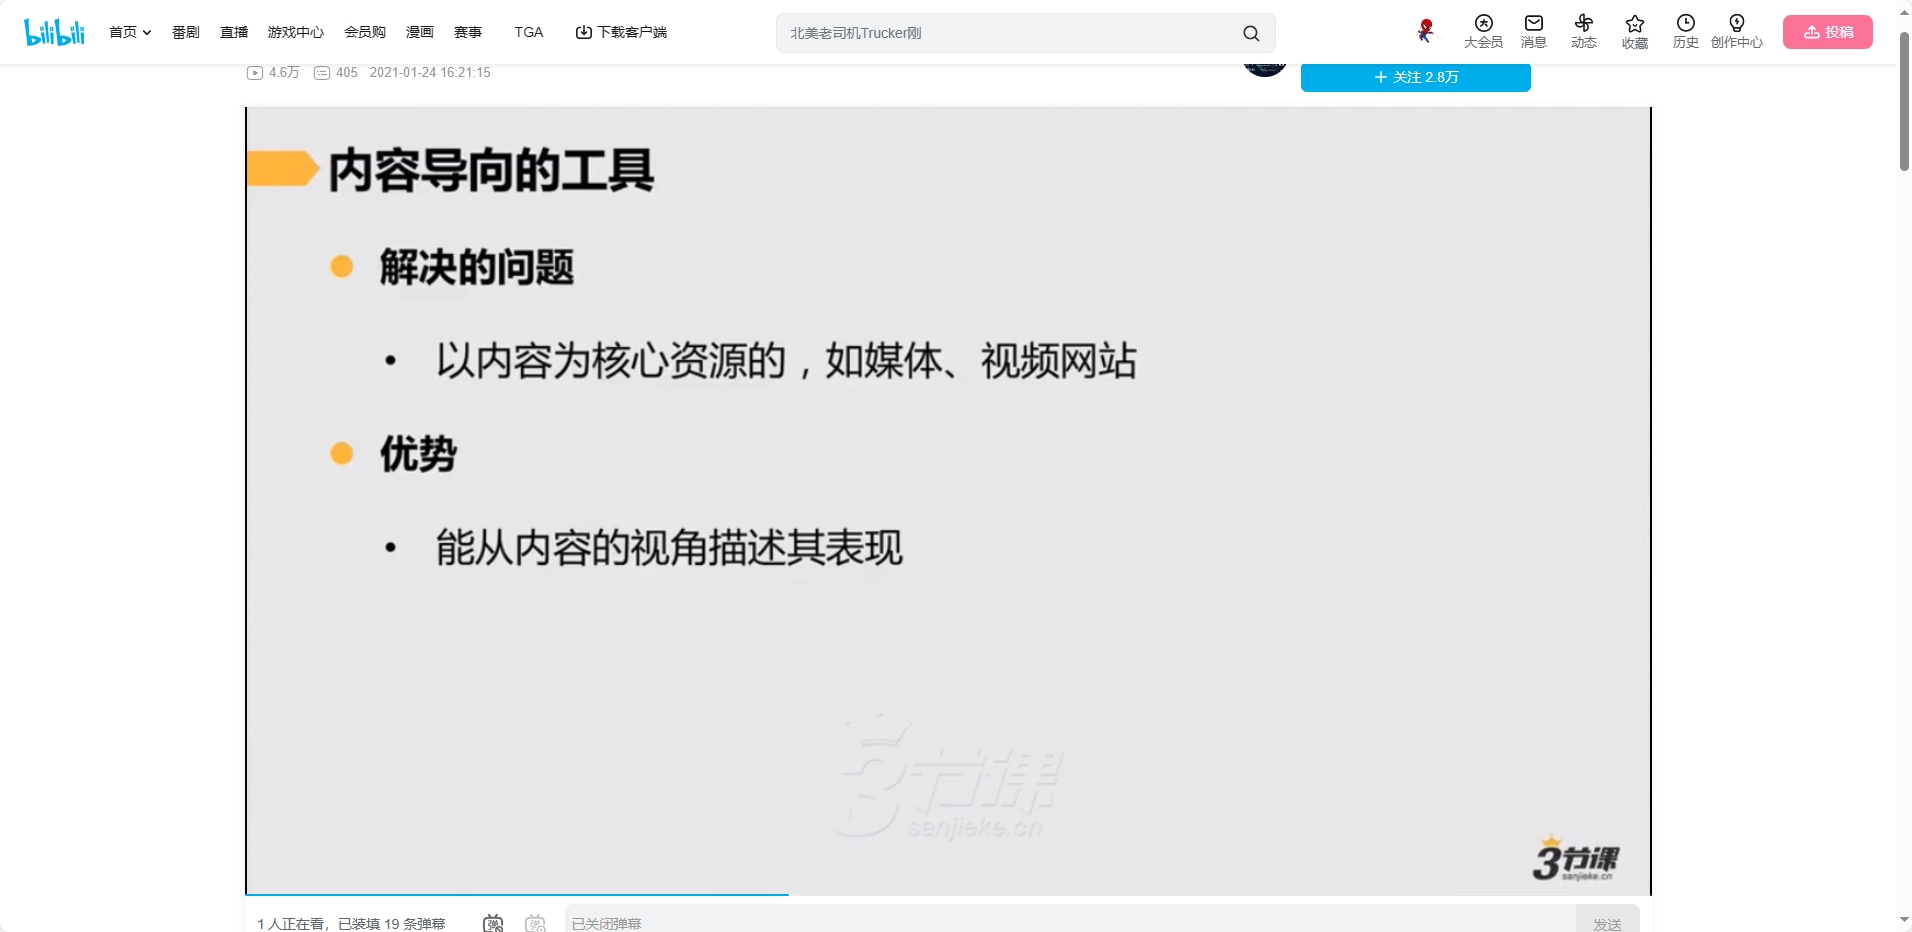 bilibili 首页 番剧 直播 游戏中心 会员购 漫画 赛事 TGA 下载客户端 北美老司机Trucker刚 大会员 消息 动态 收藏 历史 创作中心 投稿
4.6万 405 2021-01-24 16:21:15 + 关注 2.8万
内容导向的工具
解决的问题
• 以内容为核心资源的，如媒体、视频网站
优势
• 能从内容的视角描述其表现
3节课
sanjieke.cn
3节课
sanjieke.cn
1 人正在看，已装填 19 条弹幕 弹 弹 已关闭弹幕 发送